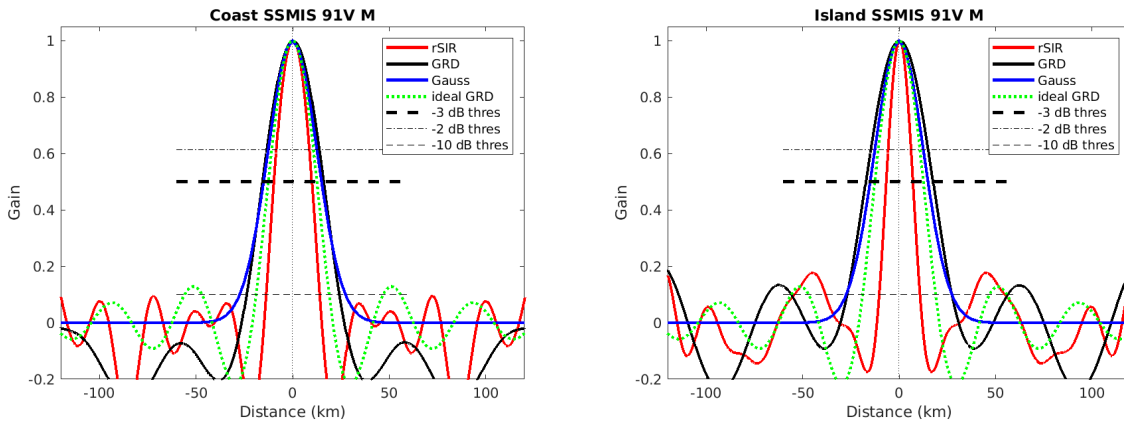 Coast SSMIS 91V M
1
0.8
0.6
0.4
0.2
0
-0.2
Gain
-100
-50
0
50
100
Distance (km)
rSIR
GRD
Gauss
ideal GRD
-3 dB thres
-2 dB thres
-10 dB thres
Island SSMIS 91V M
1
0.8
0.6
0.4
0.2
0
-0.2
Gain
-100
-50
0
50
100
Distance (km)
rSIR
GRD
Gauss
ideal GRD
-3 dB thres
-2 dB thres
-10 dB thres